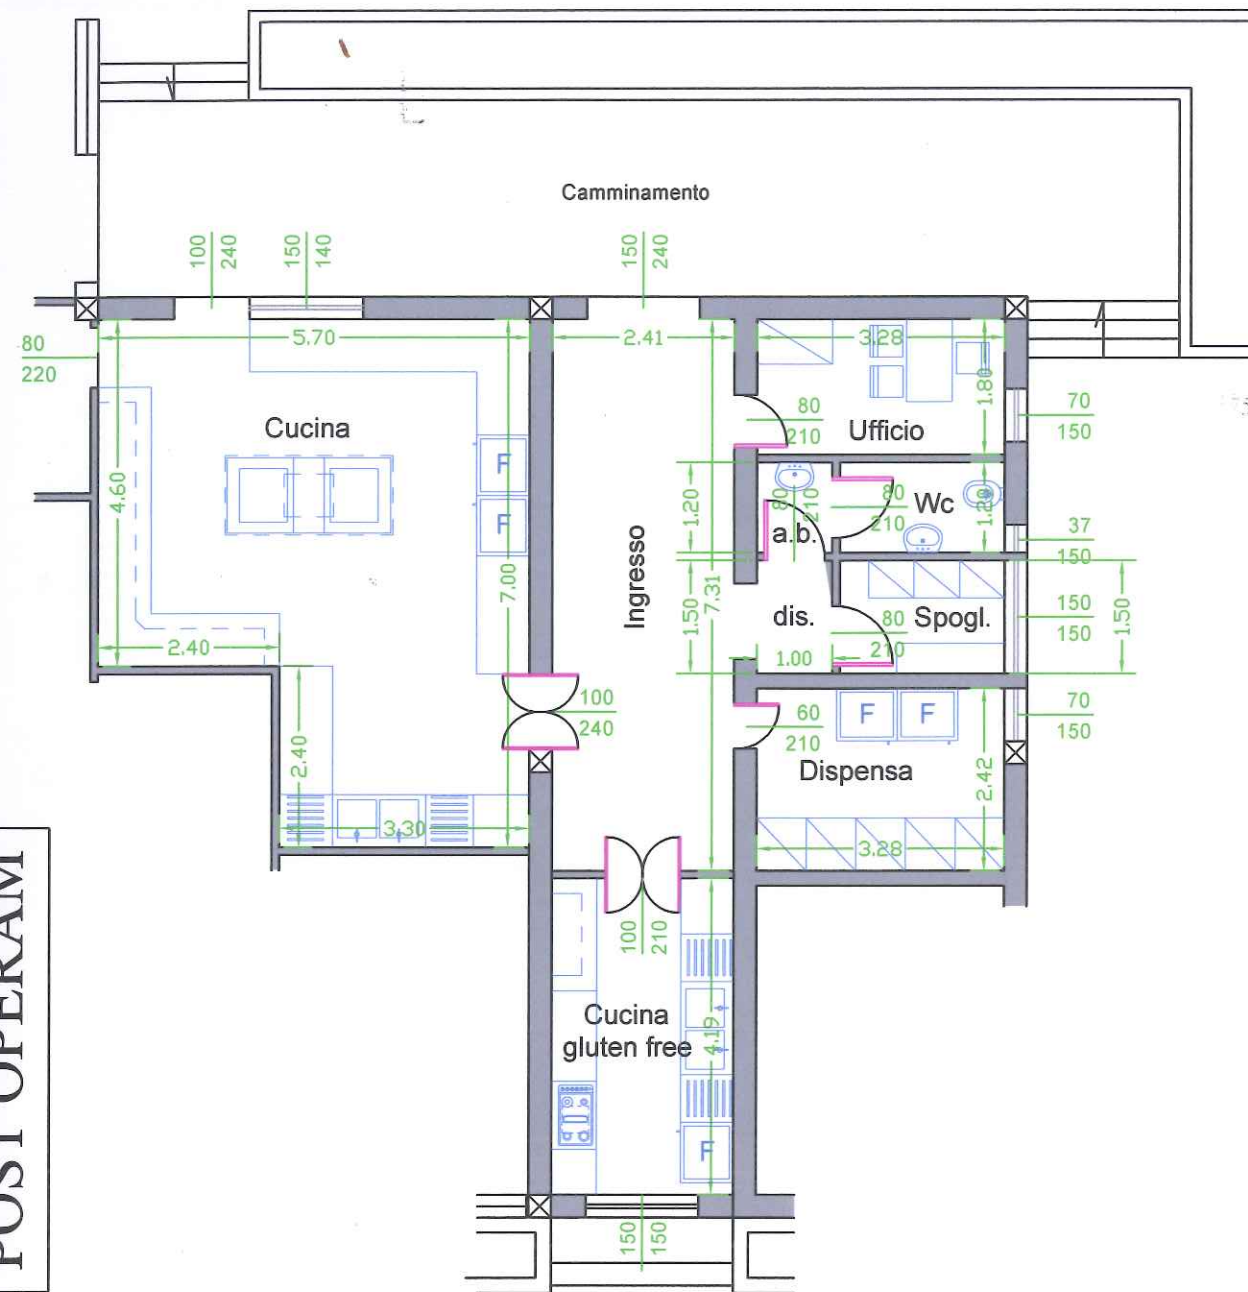 Camminamento
100
240
150
140
150
240
80
220
5.70
2.41
3.28
1.80
70
150
Cucina
80
210
Ufficio
F
F
4.60
1.20
80
210
80
210
Wc
1.20
a.b.
37
150
Ingresso
7.00
7.31
1.50
dis.
80
210
Spogl.
150
150
1.50
2.40
1.00
100
240
60
210
F
F
70
150
Dispensa
2.42
2.40
3.30
3.28
100
210
Cucina
gluten free
4.19
F
150
150
POST OPERAM